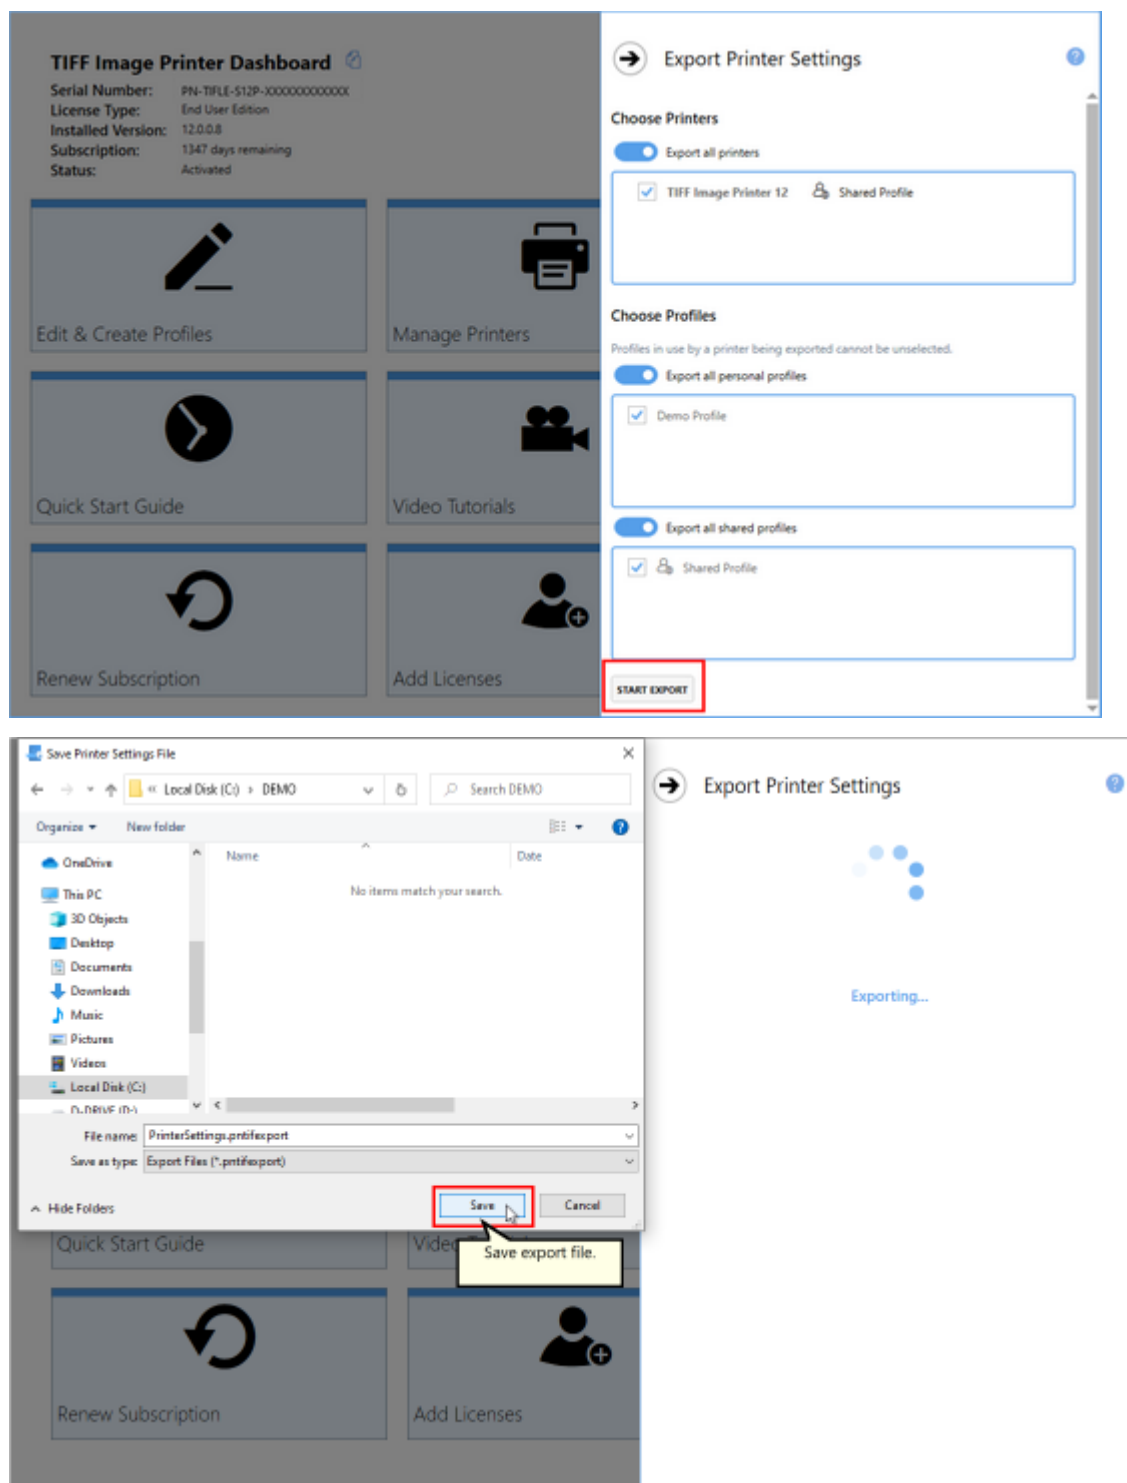 TIFF Image Printer Dashboard
Serial Number: PN-TIFLE-S12P-XXXXXXXXXXXX
License Type: End User Edition
Installed Version: 12.0.0.8
Subscription: 1347 days remaining
Status: Activated
Edit & Create Profiles
Manage Printers
Quick Start Guide
Video Tutorials
Renew Subscription
Add Licenses
Export Printer Settings
Choose Printers
Export all printers
TIFF Image Printer 12 Shared Profile
Choose Profiles
Profiles in use by a printer being exported cannot be unselected.
Export all personal profiles
Demo Profile
Export all shared profiles
Shared Profile
START EXPORT
Save Printer Settings File
« Local Disk (C:) › DEMO
Search DEMO
Organize
New folder
Name
Date
No items match your search.
OneDrive
This PC
3D Objects
Desktop
Documents
Downloads
Music
Pictures
Videos
Local Disk (C:)
D-DRIVE (D:)
File name: PrinterSettings.pntifexport
Save as type: Export Files (*.pntifexport)
Hide Folders
Save
Cancel
Save export file.
Export Printer Settings
Exporting...
Quick Start Guide
Renew Subscription
Add Licenses